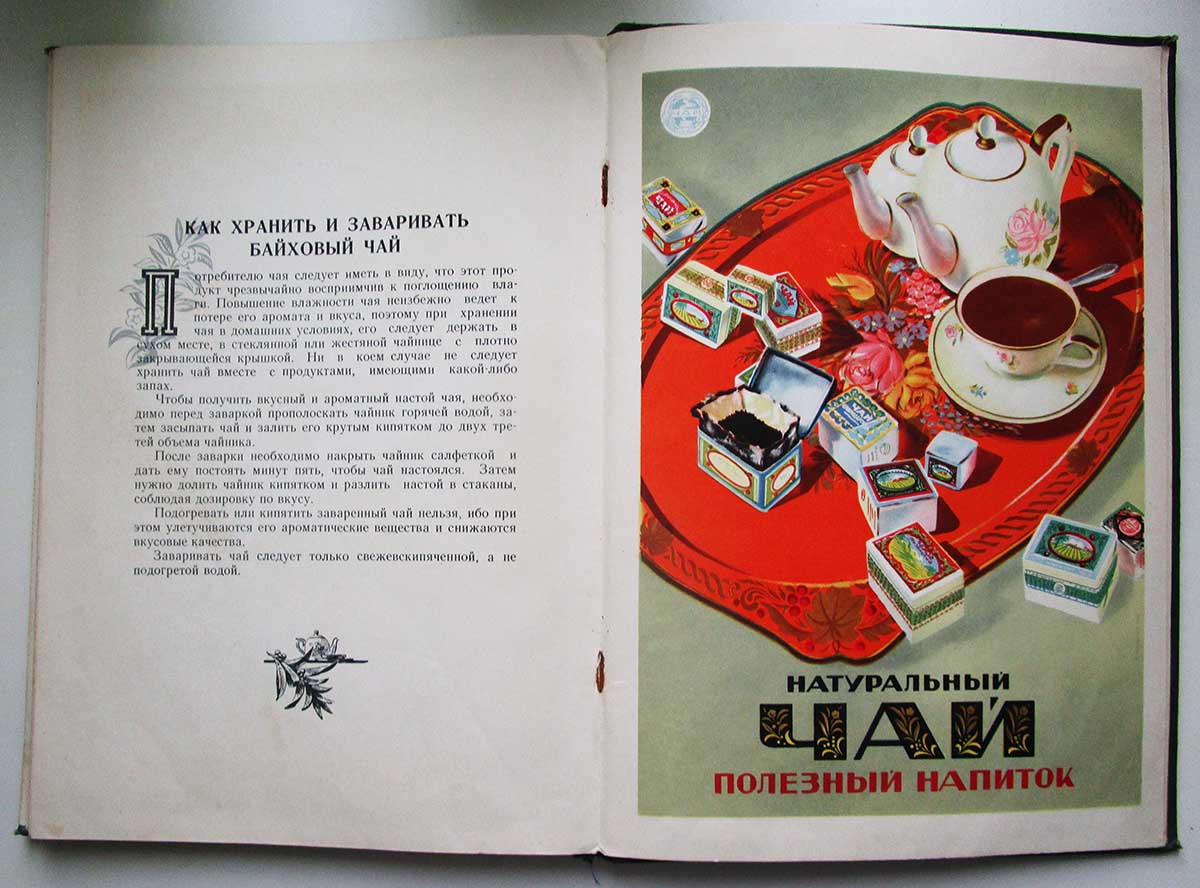 КАК ХРАНИТЬ И ЗАВАРИВАТЬ
БАЙХОВЫЙ ЧАЙ
Потребителю чая следует иметь в виду, что этот про-
дукт чрезвычайно восприимчив к поглощению вла-
ги. Повышение влажности чая неизбежно ведет к
потере его аромата и вкуса, поэтому при хранении
чая в домашних условиях, его следует держать в
сухом месте, в стеклянной или жестяной чайнице с плотно
закрывающейся крышкой. Ни в коем случае не следует
хранить чай вместе с продуктами, имеющими какой-либо
запах.
Чтобы получить вкусный и ароматный настой чая, необхо-
димо перед заваркой прополоскать чайник горячей водой, за-
тем засыпать чай и залить его крутым кипятком до двух тре-
тей объема чайника.
После заварки необходимо накрыть чайник салфеткой и
дать ему постоять минут пять, чтобы чай настоялся. Затем
нужно долить чайник кипятком и разлить настой в стаканы,
соблюдая дозировку по вкусу.
Подогревать или кипятить заваренный чай нельзя, ибо при
этом улетучиваются его ароматические вещества и снижаются
вкусовые качества.
Заваривать чай следует только свежевскипяченной, а не
подогретой водой.
ЧАЙ
ЧАЙ
НАТУРАЛЬНЫЙ
ЧАЙ
ПОЛЕЗНЫЙ НАПИТОК